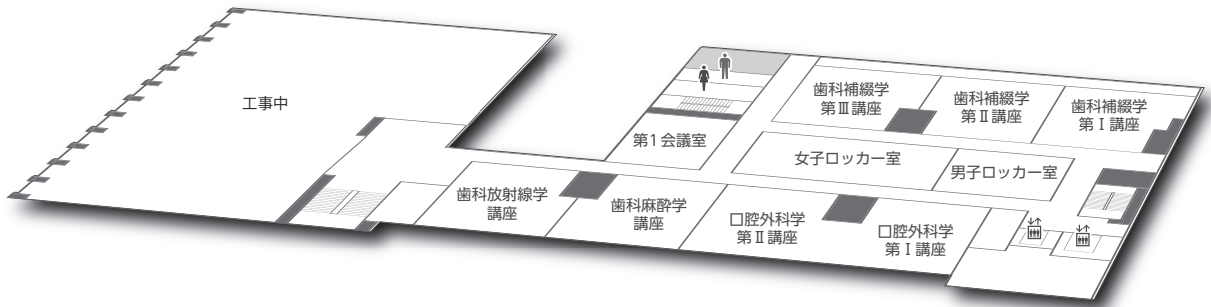 工事中
第1会議室
歯科補綴学
第Ⅲ講座
歯科補綴学
第Ⅱ講座
歯科補綴学
第Ⅰ講座
女子ロッカー室
男子ロッカー室
歯科放射線学
講座
歯科麻酔学
講座
口腔外科学
第Ⅱ講座
口腔外科学
第Ⅰ講座